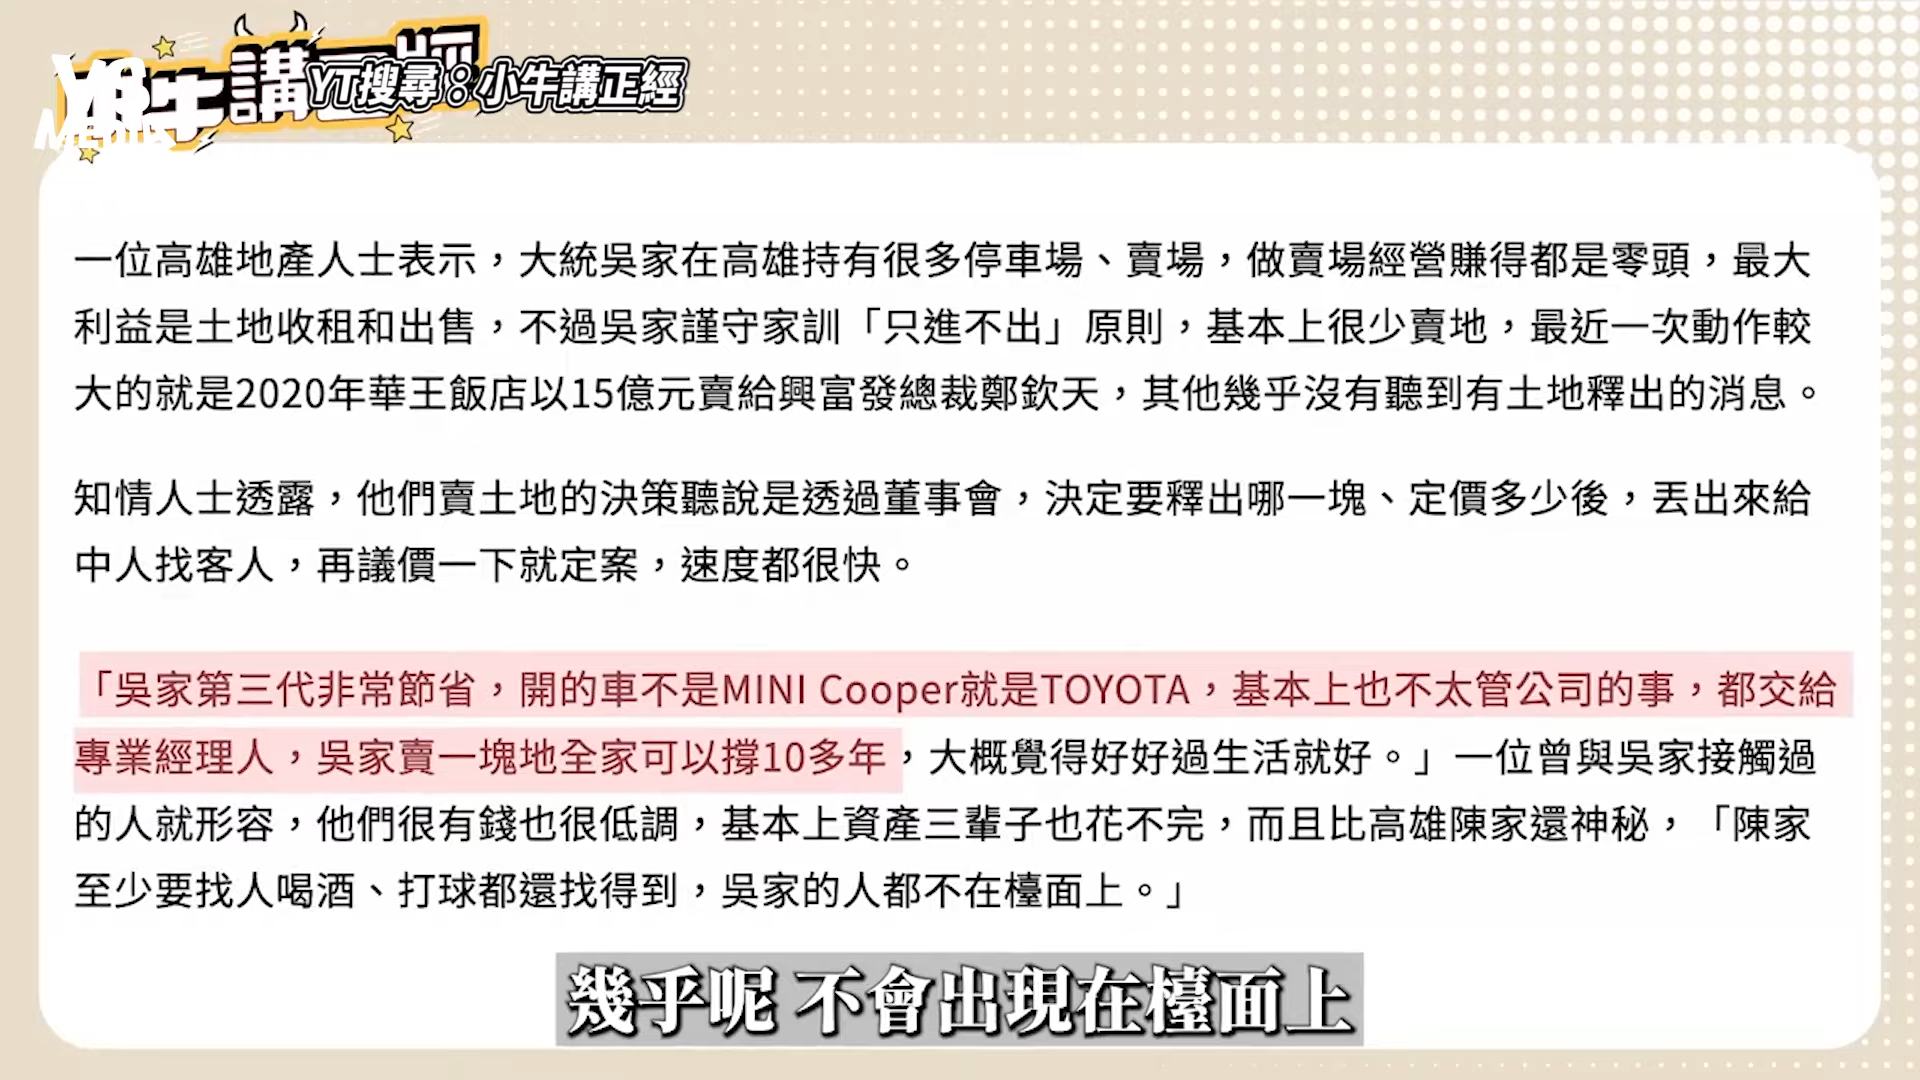 牛講
YT搜尋：小牛講正經
一位高雄地產人士表示，大統吳家在高雄持有很多停車場、賣場，做賣場經營賺得都是零頭，最大
利益是土地收租和出售，不過吳家謹守家訓「只進不出」原則，基本上很少賣地，最近一次動作較
大的就是2020年華王飯店以15億元賣給興富發總裁鄭欽天，其他幾乎沒有聽到有土地釋出的消息。
知情人士透露，他們賣土地的決策聽說是透過董事會，決定要釋出哪一塊、定價多少後，丟出來給
中人找客人，再議價一下就定案，速度都很快。
「吳家第三代非常節省，開的車不是MINI Cooper就是TOYOTA，基本上也不太管公司的事，都交給
專業經理人，吳家賣一塊地全家可以撐10多年，大概覺得好好過生活就好。」一位曾與吳家接觸過
的人就形容，他們很有錢也很低調，基本上資產三輩子也花不完，而且比高雄陳家還神秘，「陳家
至少要找人喝酒、打球都還找得到，吳家的人都不在檯面上。」
幾乎呢 不會出現在檯面上